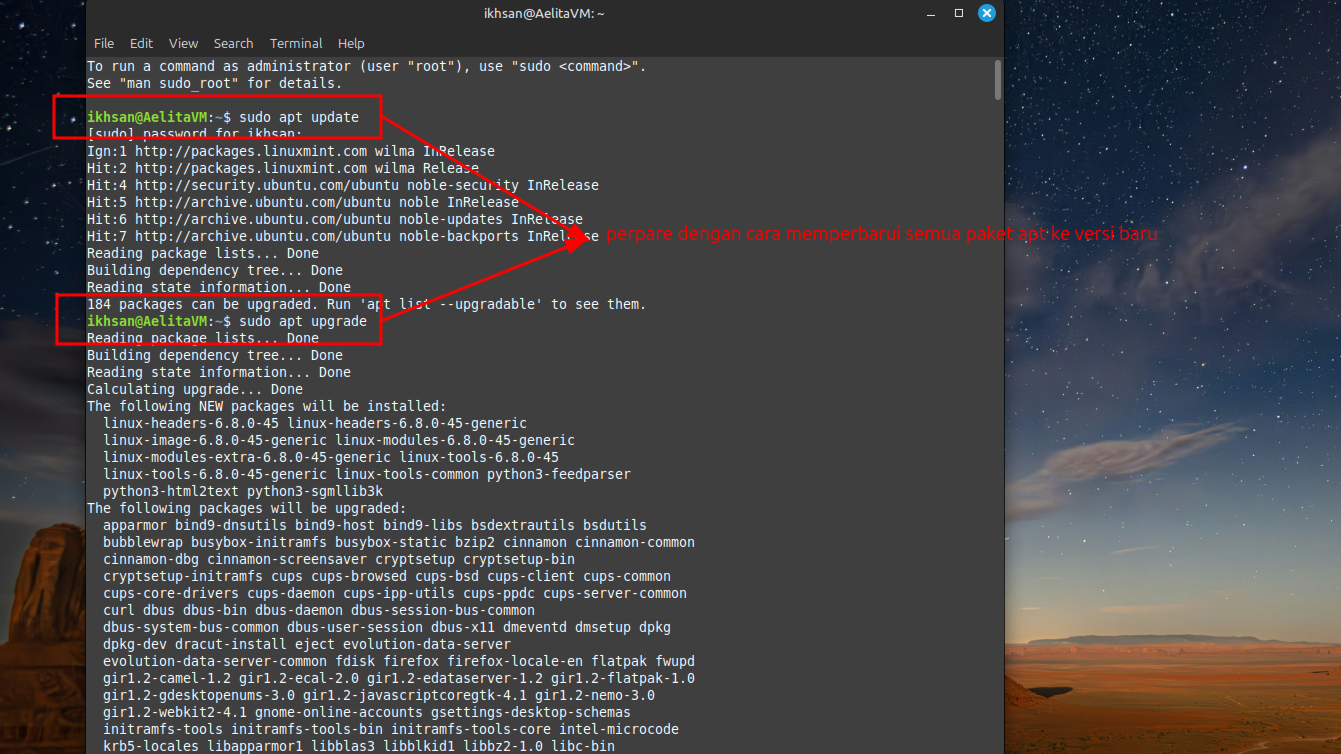 ikhsan@AelitaVM: ~
File Edit View Search Terminal Help
To run a command as administrator (user "root"), use "sudo <command>".
See "man sudo_root" for details.
ikhsan@AelitaVM:~$ sudo apt update
[sudo] password for ikhsan:
Ign:1 http://packages.linuxmint.com wilma InRelease
Hit:2 http://packages.linuxmint.com wilma Release
Hit:4 http://security.ubuntu.com/ubuntu noble-security InRelease
Hit:5 http://archive.ubuntu.com/ubuntu noble InRelease
Hit:6 http://archive.ubuntu.com/ubuntu noble-updates InRelease
Hit:7 http://archive.ubuntu.com/ubuntu noble-backports InRelease
perpare dengan cara memperbarui semua paket apt ke versi baru
Reading package lists... Done
Building dependency tree... Done
Reading state information... Done
184 packages can be upgraded. Run 'apt list --upgradable' to see them.
ikhsan@AelitaVM:~$ sudo apt upgrade
Reading package lists... Done
Building dependency tree... Done
Reading state information... Done
Calculating upgrade... Done
The following NEW packages will be installed:
linux-headers-6.8.0-45 linux-headers-6.8.0-45-generic
linux-image-6.8.0-45-generic linux-modules-6.8.0-45-generic
linux-modules-extra-6.8.0-45-generic linux-tools-6.8.0-45
linux-tools-6.8.0-45-generic linux-tools-common python3-feedparser
python3-html2text python3-sgmllib3k
The following packages will be upgraded:
apparmor bind9-dnsutils bind9-host bind9-libs bsdextrautils bsdutils
bubblewrap busybox-initramfs busybox-static bzip2 cinnamon cinnamon-common
cinnamon-dbg cinnamon-screensaver cryptsetup cryptsetup-bin
cryptsetup-initramfs cups cups-browsed cups-bsd cups-client cups-common
cups-core-drivers cups-daemon cups-ipp-utils cups-ppdc cups-server-common
curl dbus dbus-bin dbus-daemon dbus-session-bus-common
dbus-system-bus-common dbus-user-session dbus-x11 dmeventd dmsetup dpkg
dpkg-dev dracut-install eject evolution-data-server
evolution-data-server-common fdisk firefox firefox-locale-en flatpak fwupd
gir1.2-camel-1.2 gir1.2-ecal-2.0 gir1.2-edataserver-1.2 gir1.2-flatpak-1.0
gir1.2-gdesktopenums-3.0 gir1.2-javascriptcoregtk-4.1 gir1.2-nemo-3.0
gir1.2-webkit2-4.1 gnome-online-accounts gsettings-desktop-schemas
initramfs-tools initramfs-tools-bin initramfs-tools-core intel-microcode
krb5-locales libapparmor1 libblas3 libblkid1 libbz2-1.0 libc-bin